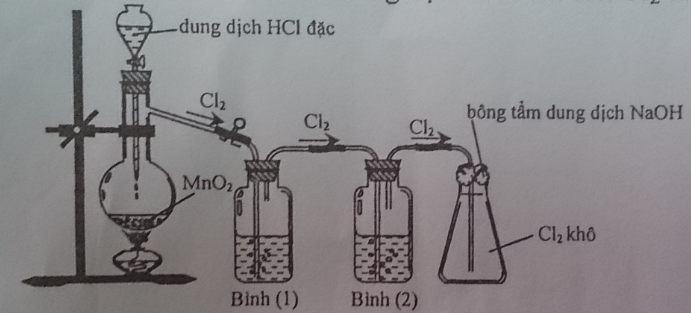 dung dịch HCl đặc
Cl₂
Cl₂
Cl₂
bông tẩm dung dịch NaOH
MnO₂
Cl₂ khô
Bình (1)
Bình (2)